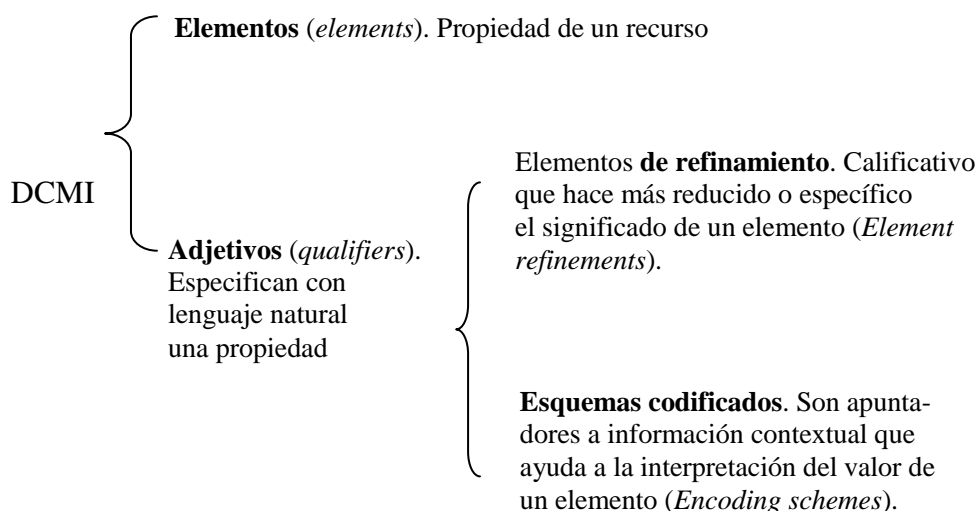 Elementos (elements). Propiedad de un recurso
DCMI
Adjetivos (qualifiers).
Especifican con
lenguaje natural
una propiedad
Elementos de refinamiento. Calificativo
que hace más reducido o específico
el significado de un elemento (Element
refinements).
Esquemas codificados. Son apunta-
dores a información contextual que
ayuda a la interpretación del valor de
un elemento (Encoding schemes).